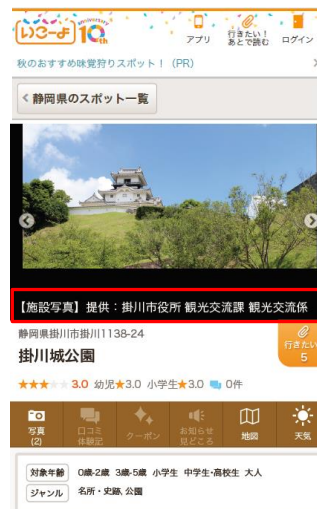 いこーよ 10th anniversary
アプリ
行きたい！
あとで読む
ログイン
秋のおすすめ味覚狩りスポット！（PR）
静岡県のスポット一覧
【施設写真】提供：掛川市役所 観光交流課 観光交流係
静岡県掛川市掛川1138-24
行きたい
5
掛川城公園
★★★★★ 3.0 幼児★3.0 小学生★3.0 0件
写真
(2)
口コミ
体験記
クーポン
お知らせ
見どころ
地図
天気
対象年齢 0歳-2歳 3歳-5歳 小学生 中学生・高校生 大人
ジャンル 名所・史跡, 公園